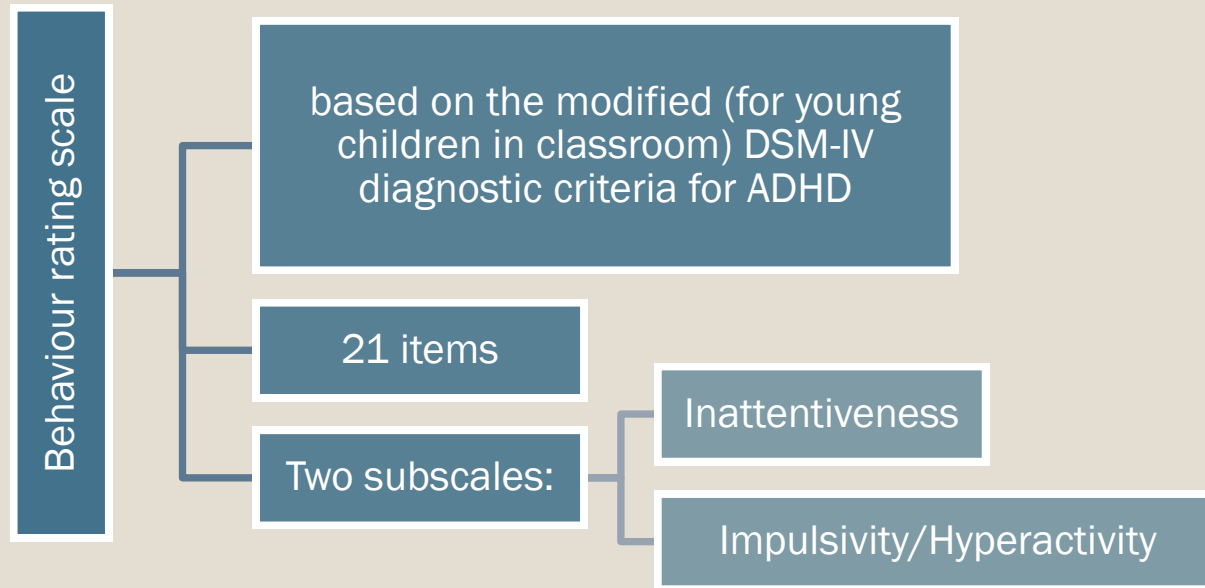 Behaviour rating scale
based on the modified (for young
children in classroom) DSM-IV
diagnostic criteria for ADHD
21 items
Two subscales:
Inattentiveness
Impulsivity/Hyperactivity